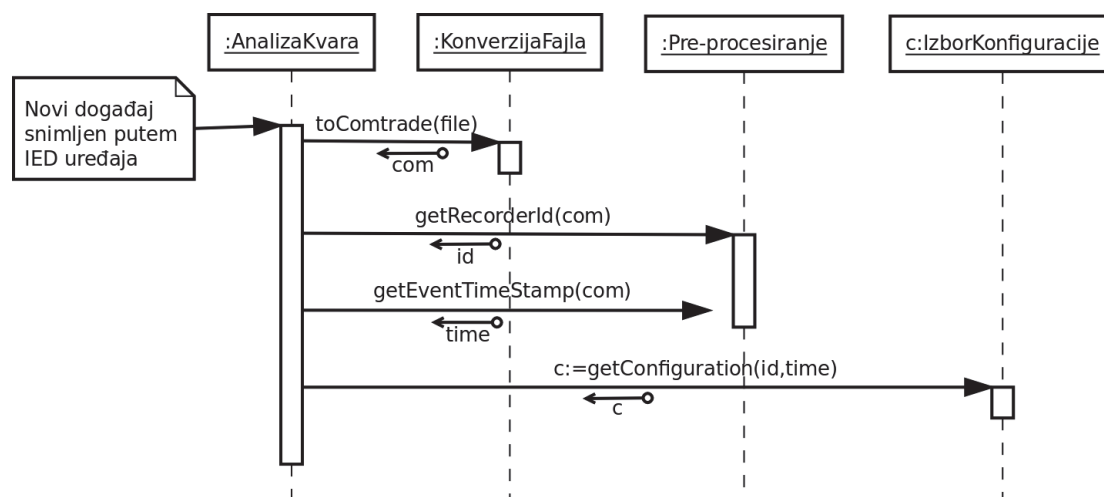 :AnalizaKvara
:KonverzijaFajla
:Pre-procesiranje
c:IzborKonfiguracije
Novi događaj
snimljen putem
IED uređaja
toComtrade(file)
com
getRecorderId(com)
id
getEventTimeStamp(com)
time
c:=getConfiguration(id,time)
c